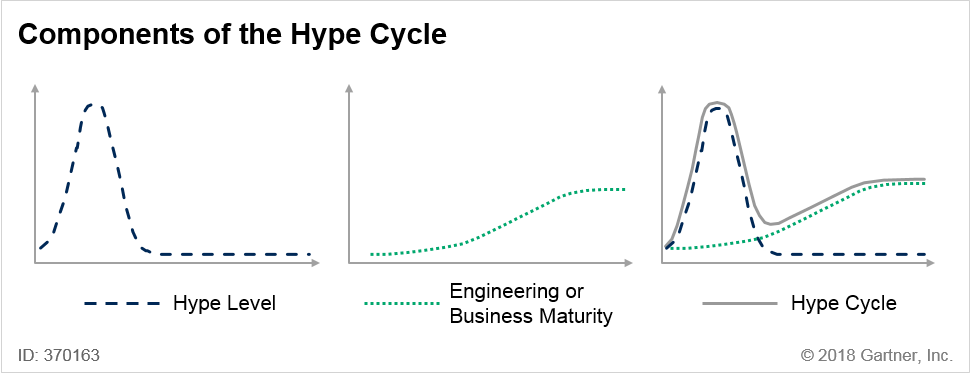 Components of the Hype Cycle
Hype Level
Engineering or
Business Maturity
Hype Cycle
ID: 370163
© 2018 Gartner, Inc.